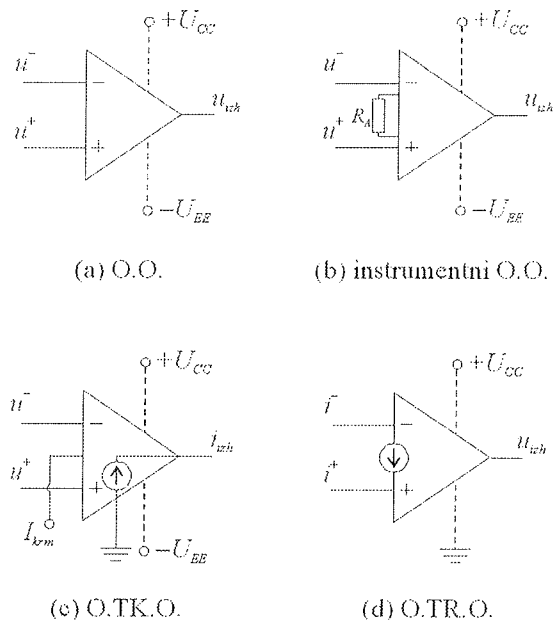 +U_CC
u⁻
−
u⁺
+
u_izh
−U_EE
(a) O.O.
+U_CC
u⁻
−
R_A
u⁺
+
u_izh
−U_EE
(b) instrumentni O.O.
+U_CC
u⁻
−
i_izh
u⁺
+
I_krm
−U_EE
(c) O.TK.O.
+U_CC
i⁻
−
u_izh
i⁺
+
(d) O.TR.O.